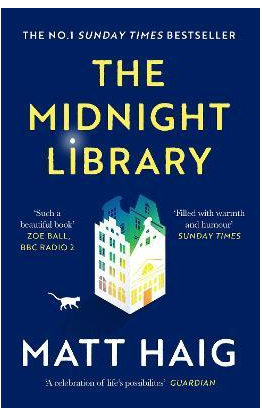 THE NO.1 SUNDAY TIMES BESTSELLER
THE
MIDNIGHT
LiBRARY
'Such a
beautiful book'
ZOE BALL,
BBC RADIO 2
'Filled with warmth
and humour'
SUNDAY TIMES
MATT HAIG
'A celebration of life's possibilities' GUARDIAN